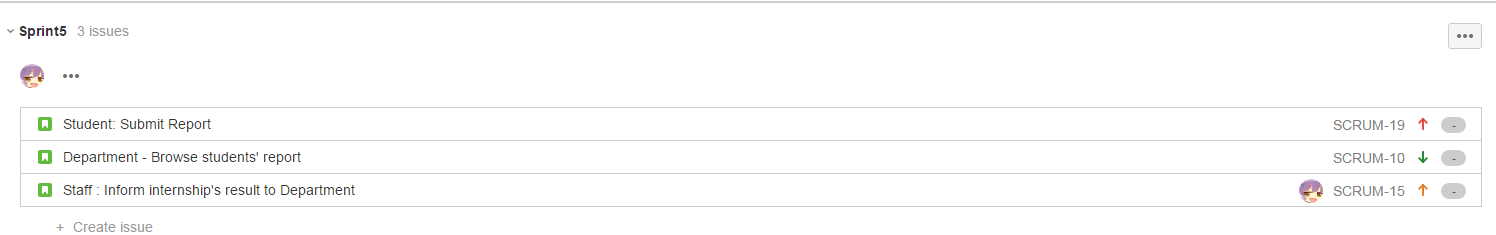 Sprint5 3 issues
Student: Submit Report SCRUM-19 -
Department - Browse students' report SCRUM-10 -
Staff : Inform internship's result to Department SCRUM-15 -
+ Create issue